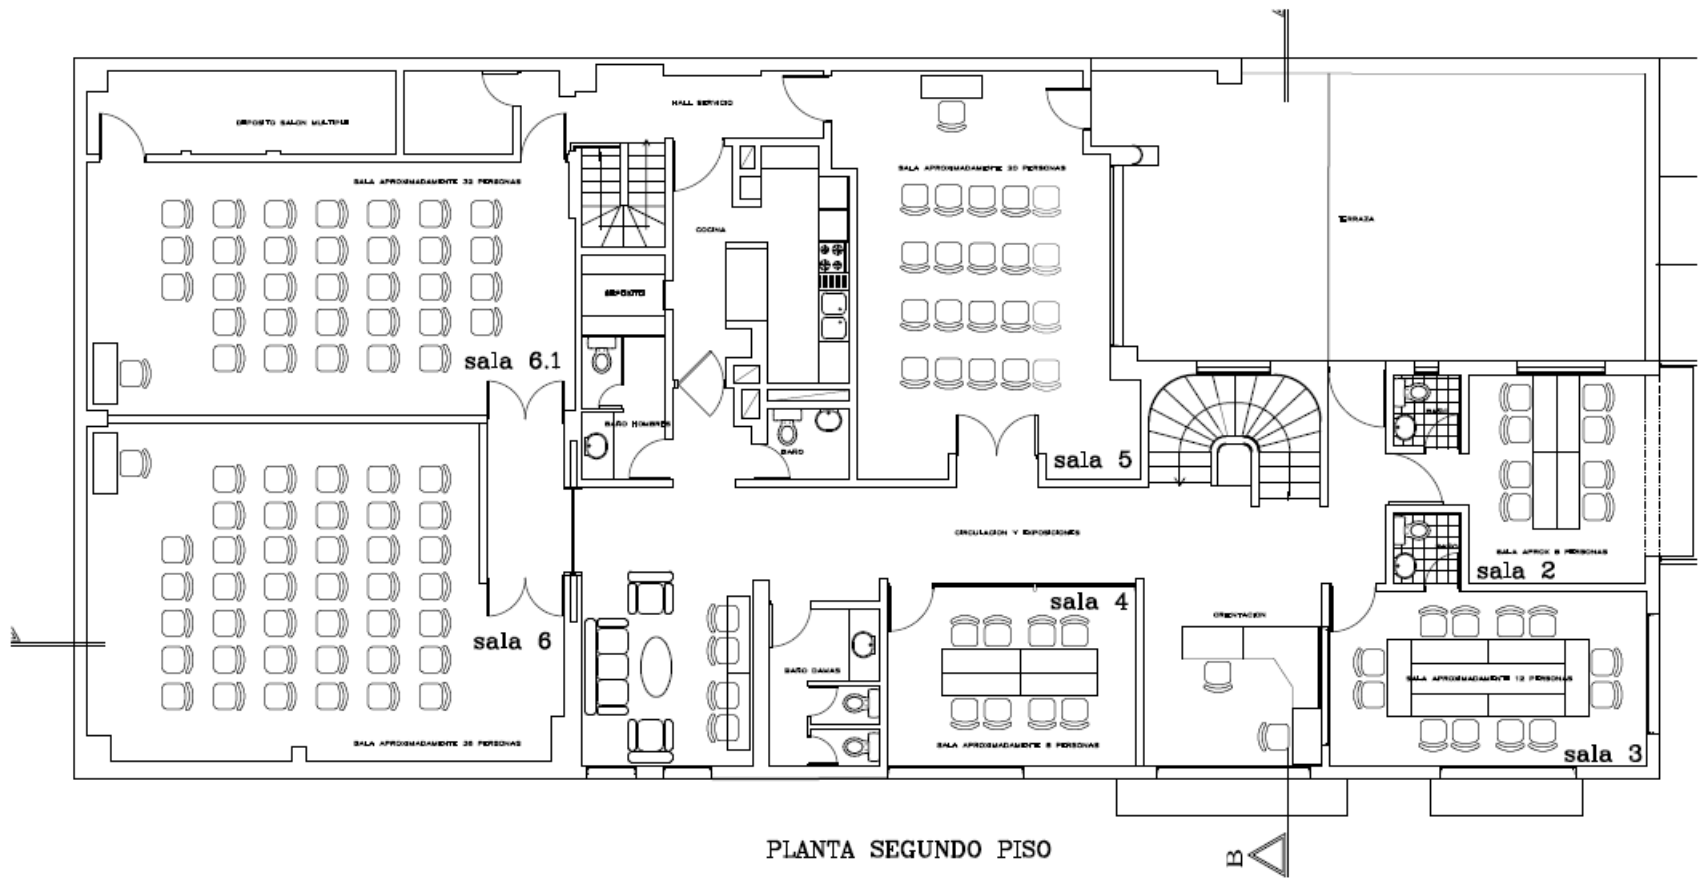 HALL SERVICIO
DEPOSITO SALON MULTIPLE
SALA APROXIMADAMENTE 20 PERSONAS
SALA APROXIMADAMENTE 32 PERSONAS
TERRAZA
COCINA
DEPOSITO
sala 6.1
BAÑO
BAÑO HOMBRES
BAÑO
sala 5
CIRCULACION Y EXPOSICIONES
BAÑO
SALA APROX 8 PERSONAS
sala 2
sala 4
ORIENTACION
sala 6
BAÑO DAMAS
SALA APROXIMADAMENTE 12 PERSONAS
SALA APROXIMADAMENTE 36 PERSONAS
SALA APROXIMADAMENTE 8 PERSONAS
sala 3
PLANTA SEGUNDO PISO
B